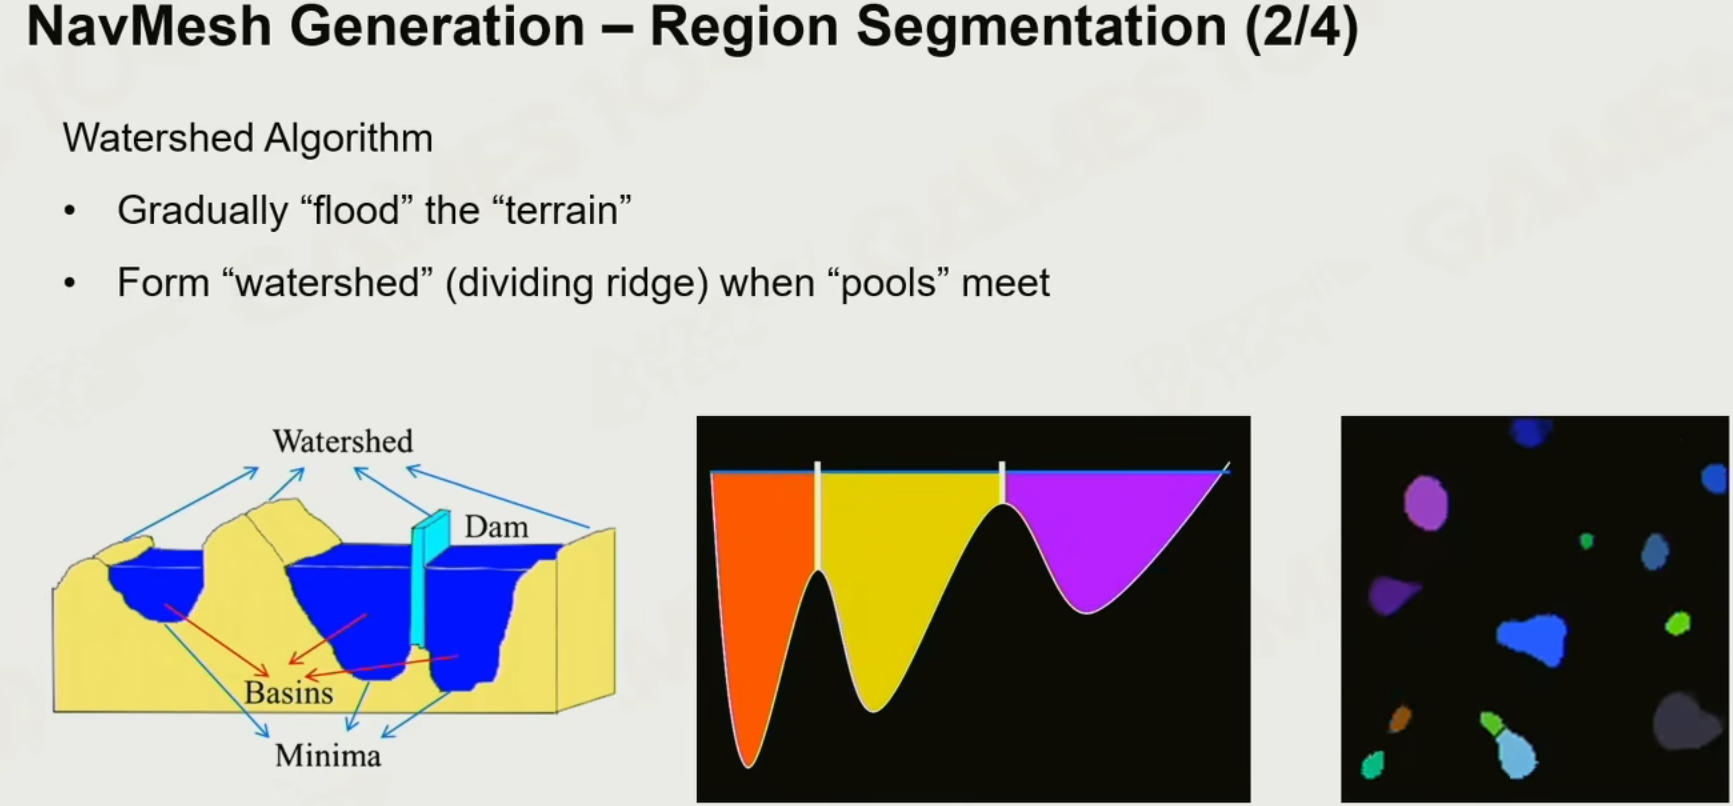 NavMesh Generation – Region Segmentation (2/4)
Watershed Algorithm
• Gradually “flood” the “terrain”
• Form “watershed” (dividing ridge) when “pools” meet
Watershed
Dam
Basins
Minima